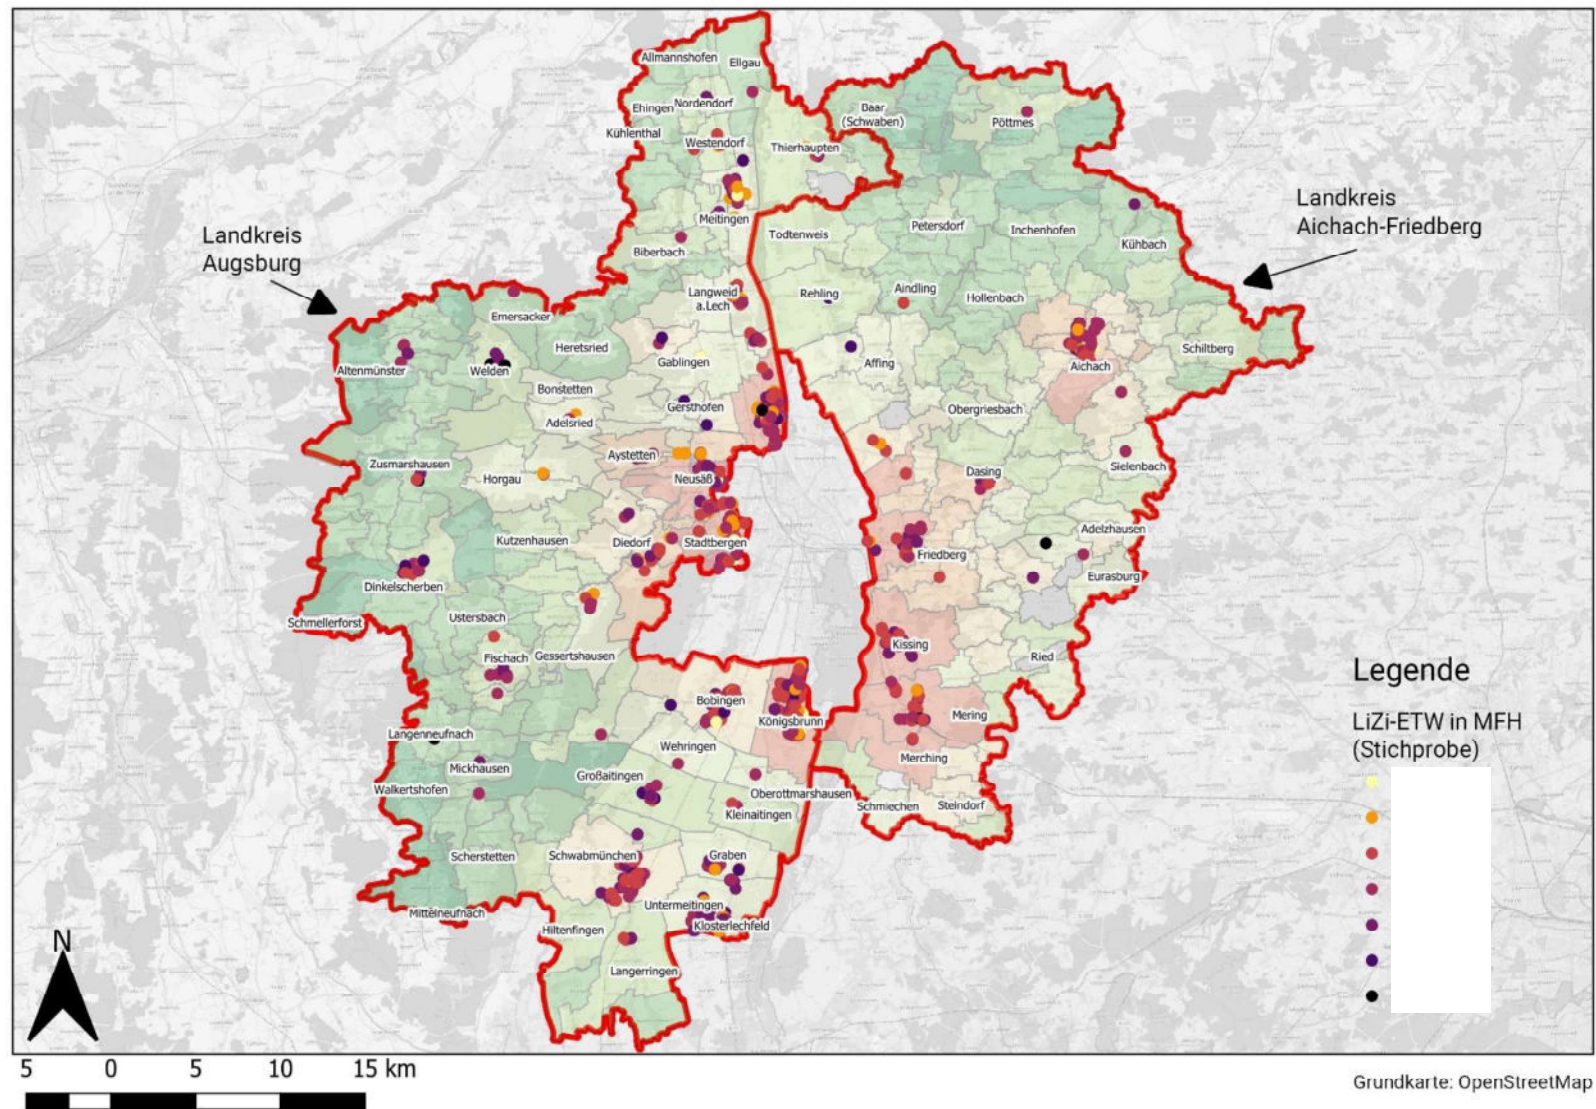 Allmannshofen
Ellgau
Ehingen
Nordendorf
Baar
(Schwaben)
Pöttmes
Kühlenthal
Westendorf
Thierhaupten
Landkreis
Aichach-Friedberg
Landkreis
Augsburg
Meitingen
Todtenweis
Petersdorf
Inchenhofen
Kühbach
Biberbach
Langweid
a.Lech
Rehling
Aindling
Hollenbach
Emersacker
Heretsried
Gablingen
Affing
Schiltberg
Altenmünster
Welden
Aichach
Bonstetten
Gersthofen
Obergriesbach
Adelsried
Aystetten
Zusmarshausen
Horgau
Neusäß
Dasing
Sielenbach
Kutzenhausen
Diedorf
Stadtbergen
Adelzhausen
Friedberg
Eurasburg
Dinkelscherben
Schmellerforst
Ustersbach
Fischach
Gessertshausen
Kissing
Ried
Legende
LiZi-ETW in MFH
(Stichprobe)
Bobingen
Königsbrunn
Mering
Langenneufnach
Wehringen
Merching
Mickhausen
Großaitingen
Walkertshofen
Oberottmarshausen
Schmiechen
Steindorf
Kleinaitingen
Scherstetten
Schwabmünchen
Graben
Mittelneufnach
Untermeitingen
Hiltenfingen
Klosterlechfeld
Langerringen
N
5 0 5 10 15 km
Grundkarte: OpenStreetMap